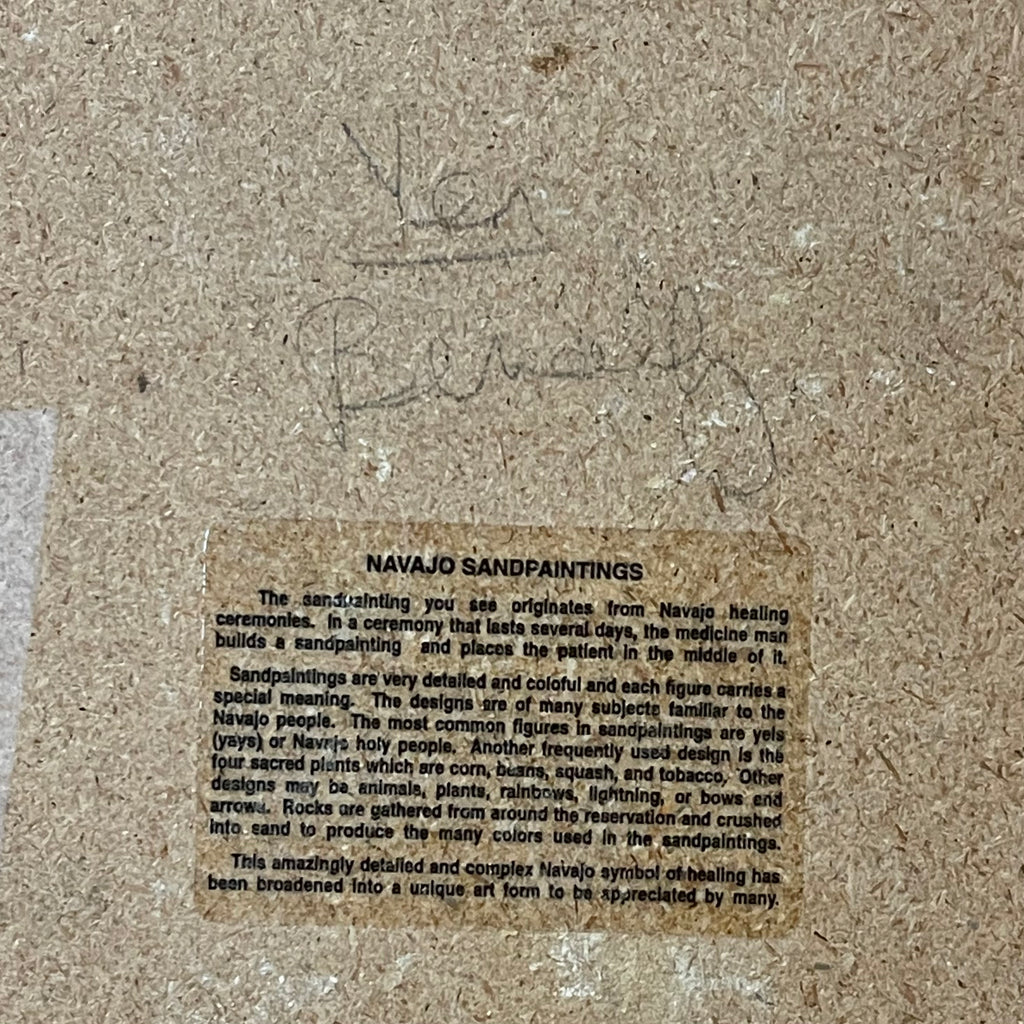 Ken
Benally
NAVAJO SANDPAINTINGS
The sandpainting you see originates from Navajo healing
ceremonies. In a ceremony that lasts several days, the medicine man
builds a sandpainting and places the patient in the middle of it.
Sandpaintings are very detailed and coloful and each figure carries a
special meaning. The designs are of many subjects familiar to the
Navajo people. The most common figures in sandpaintings are yeis
(yays) or Navajo holy people. Another frequently used design is the
four sacred plants which are corn, beans, squash, and tobacco. Other
designs may be animals, plants, rainbows, lightning, or bows and
arrows. Rocks are gathered from around the reservation and crushed
into sand to produce the many colors used in the sandpaintings.
This amazingly detailed and complex Navajo symbol of healing has
been broadened into a unique art form to be appreciated by many.